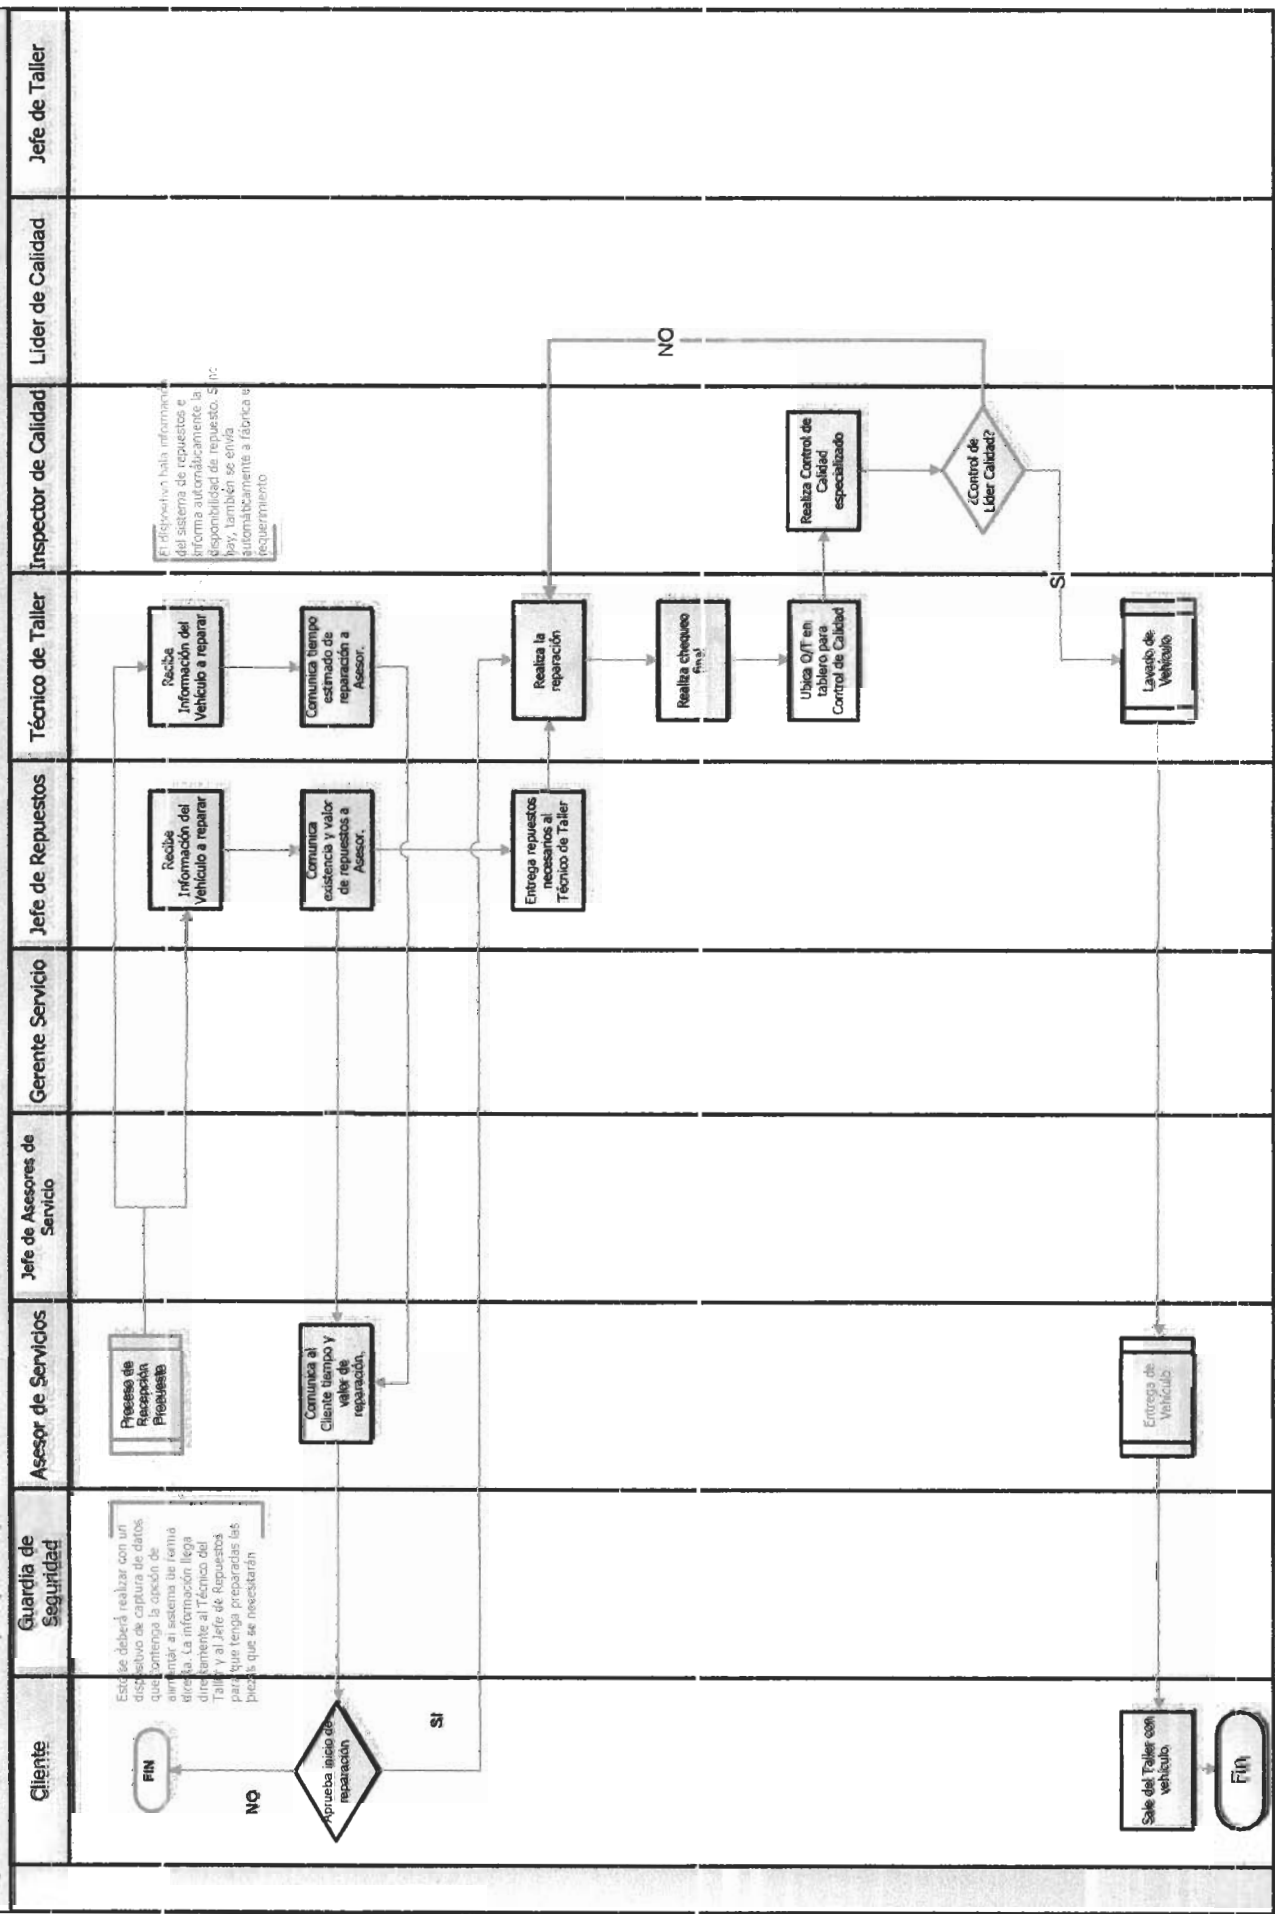 Cliente
Guardia de
Seguridad
Asesor de Servicios
Jefe de Asesores de
Servicio
Gerente Servicio
Jefe de Repuestos
Técnico de Taller
Inspector de Calidad
Líder de Calidad
Jefe de Taller
FIN
NO
Aprueba inicio de
reparación
SI
Esto se deberá realizar con un
dispositivo de captura de datos
que contenga la opción de
alimentar al sistema de forma
directa. La información llega
directamente al Técnico del
Taller y al Jefe de Repuestos
para que tenga preparadas las
piezas que se necesitarán
Proceso de
Recepción
Propuesto
Comunica al
Cliente tiempo y
valor de
reparación.
Recibe
Información del
Vehículo a reparar
Comunica
existencia y valor
de repuestos a
Asesor.
Entrega repuestos
necesarios al
Técnico de Taller
Recibe
Información del
Vehículo a reparar
Comunica tiempo
estimado de
reparación a
Asesor.
Realiza la
reparación
Realiza chequeo
final
Ubica O/T en
tablero para
Control de Calidad
El dispositivo hala información
del sistema de repuestos e
informa automáticamente la
disponibilidad de repuesto. Si no
hay, también se envía
automáticamente a fábrica el
requerimiento
Realiza Control de
Calidad
especializado
¿Control de
Líder Calidad?
NO
SI
Lavado de
Vehículo
Entrega de
Vehículo
Sale del Taller con
vehículo.
Fin